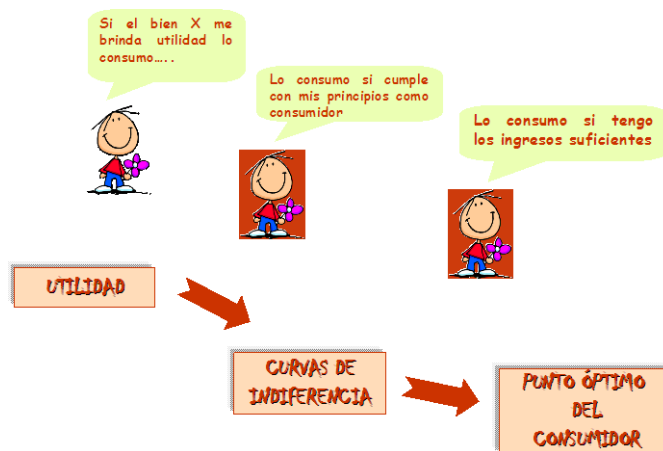 Si el bien X me
brinda utilidad lo
consumo.....
Lo consumo si cumple
con mis principios como
consumidor
Lo consumo si tengo
los ingresos suficientes
UTILIDAD
CURVAS DE
INDIFERENCIA
PUNTO ÓPTIMO
DEL
CONSUMIDOR